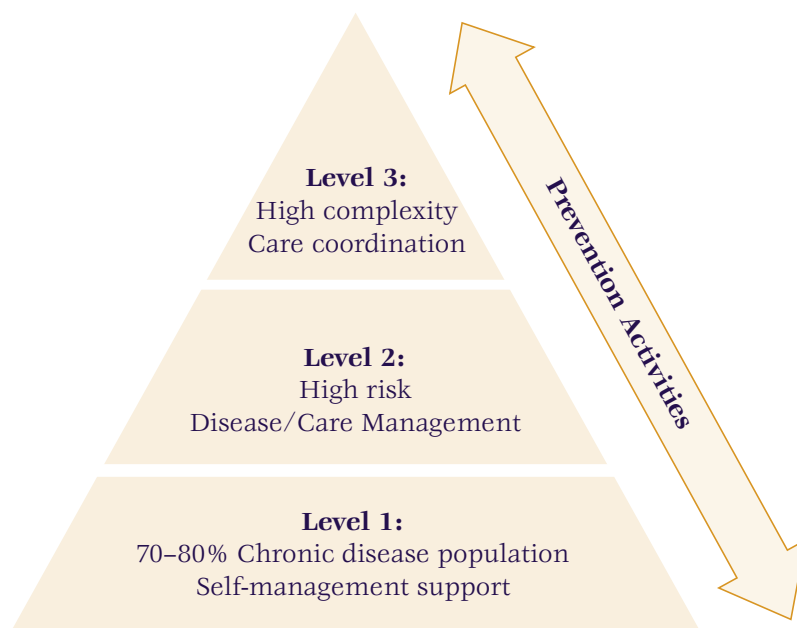 Level 3:
High complexity
Care coordination
Prevention Activities
Level 2:
High risk
Disease/Care Management
Level 1:
70–80% Chronic disease population
Self-management support